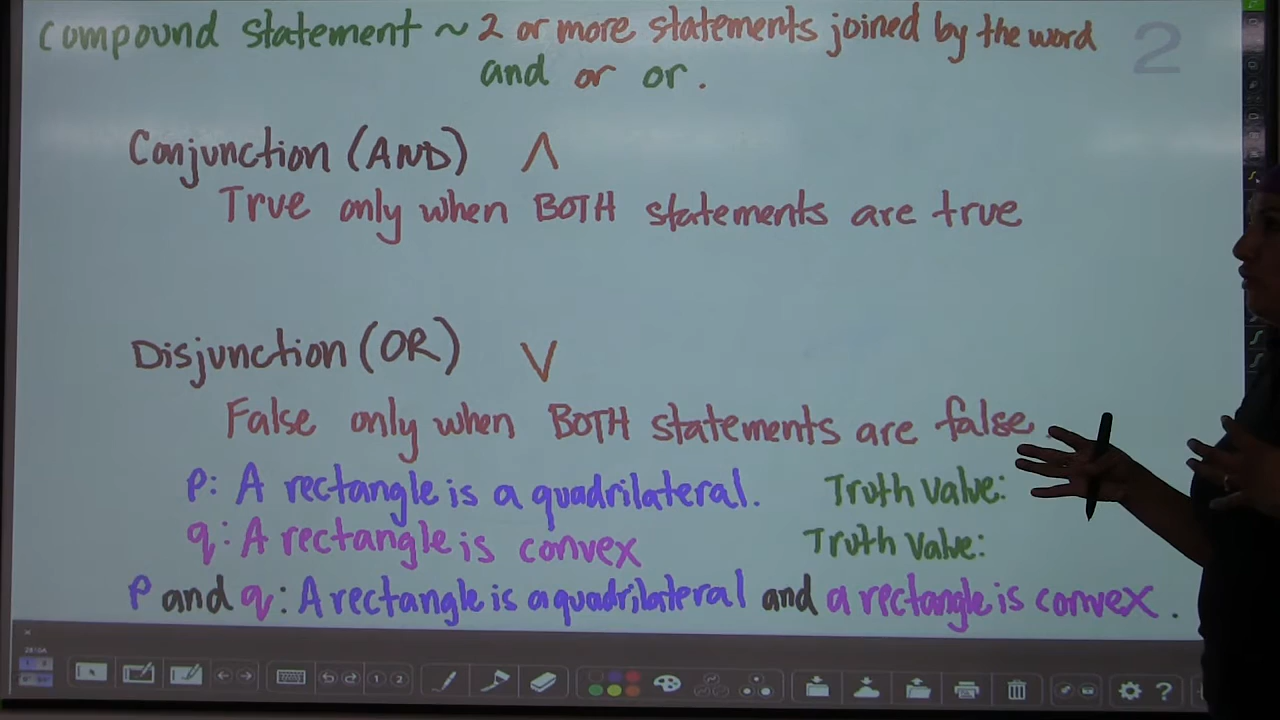 Compound Statement ~ 2 or more statements joined by the word
and or or.
2
Conjunction (AND) ∧
True only when BOTH statements are true
Disjunction (OR) ∨
False only when BOTH statements are false.
p: A rectangle is a quadrilateral. Truth Value:
q: A rectangle is convex Truth Value:
p and q: A rectangle is a quadrilateral and a rectangle is convex.
1 2
?